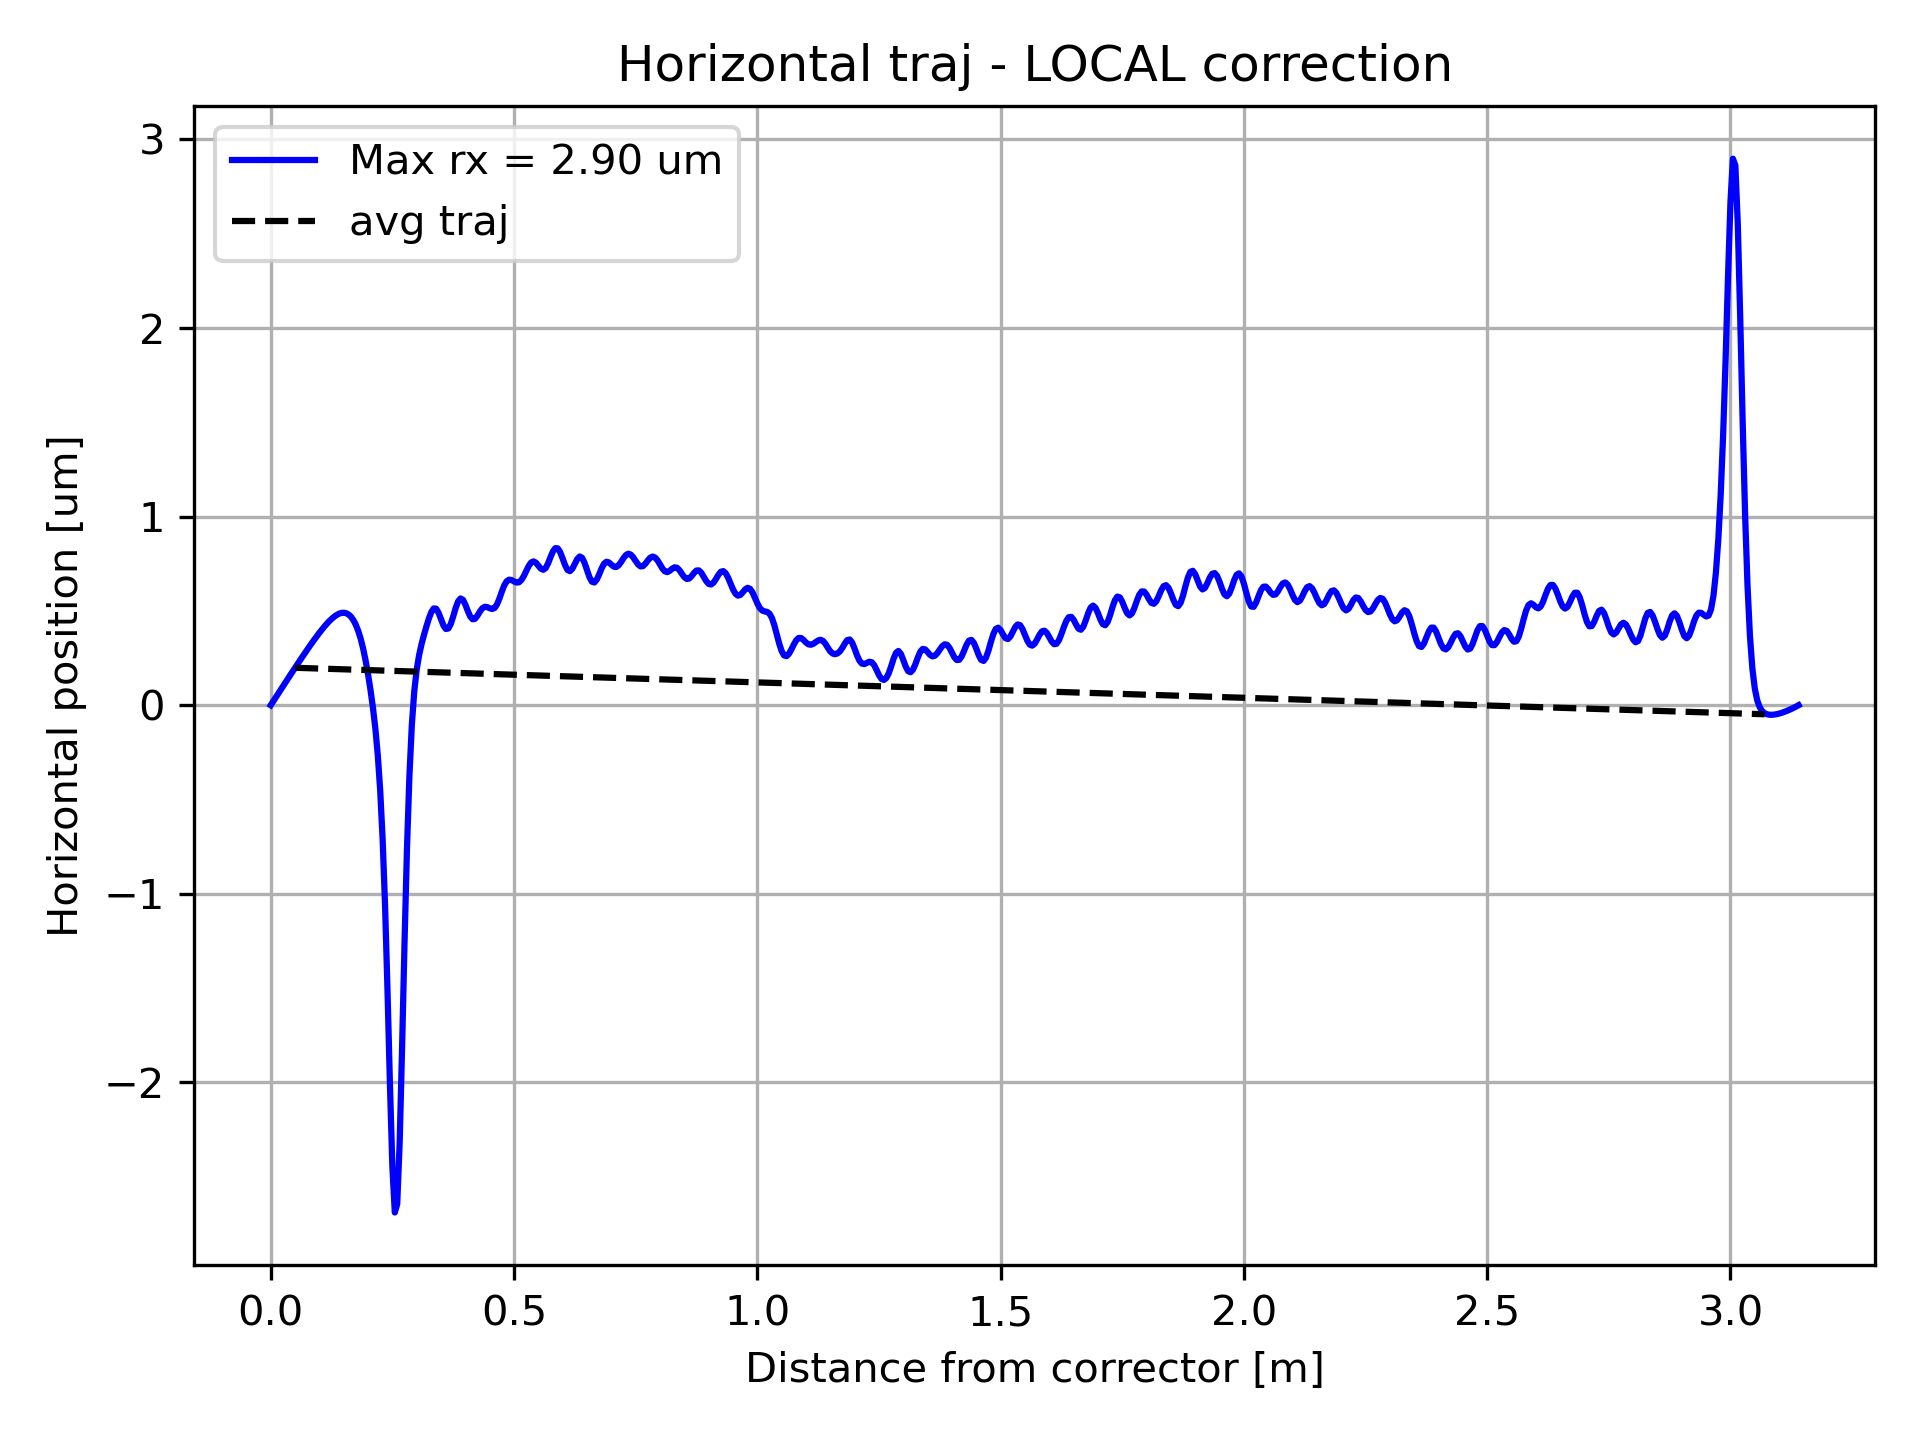 Horizontal traj - LOCAL correction
Max rx = 2.90 um
avg traj
Horizontal position [um]
3
2
1
0
−1
−2
0.0 0.5 1.0 1.5 2.0 2.5 3.0
Distance from corrector [m]